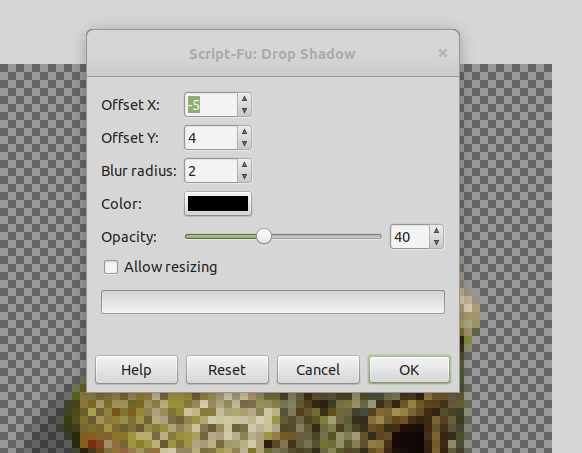 Script-Fu: Drop Shadow ×
Offset X: -5
Offset Y: 4
Blur radius: 2
Color:
Opacity: 40
Allow resizing
Help Reset Cancel OK